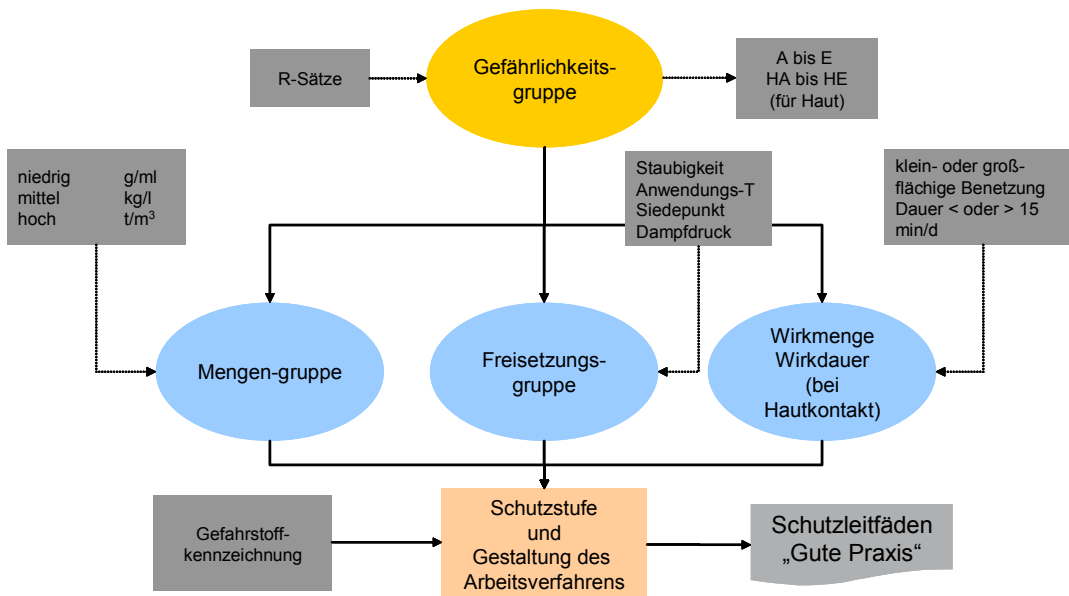 R-Sätze
Gefährlichkeits-
gruppe
A bis E
HA bis HE
(für Haut)
niedrig g/ml
mittel kg/l
hoch t/m³
Staubigkeit
Anwendungs-T
Siedepunkt
Dampfdruck
klein- oder groß-
flächige Benetzung
Dauer < oder > 15
min/d
Mengen-gruppe
Freisetzungs-
gruppe
Wirkmenge
Wirkdauer
(bei
Hautkontakt)
Gefahrstoff-
kennzeichnung
Schutzstufe
und
Gestaltung des
Arbeitsverfahrens
Schutzleitfäden
„Gute Praxis“